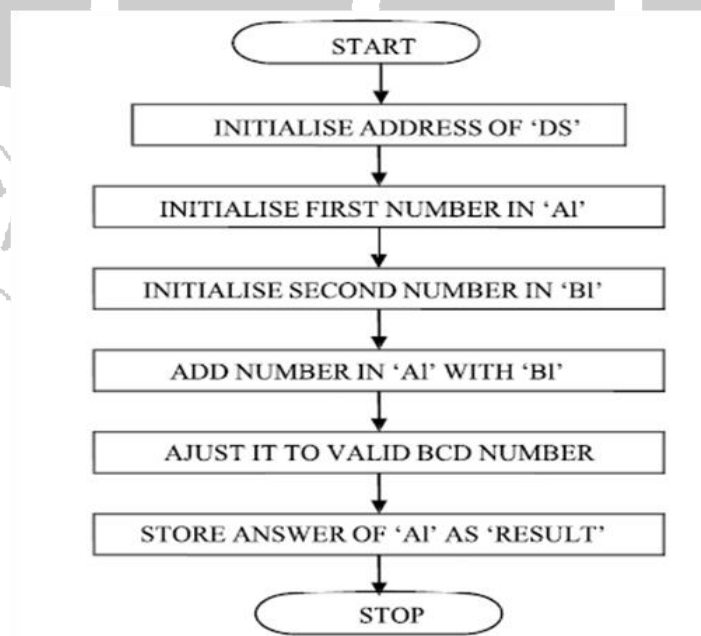 START
INITIALISE ADDRESS OF ‘DS’
INITIALISE FIRST NUMBER IN ‘Al’
INITIALISE SECOND NUMBER IN ‘Bl’
ADD NUMBER IN ‘Al’ WITH ‘Bl’
AJUST IT TO VALID BCD NUMBER
STORE ANSWER OF ‘Al’ AS ‘RESULT’
STOP